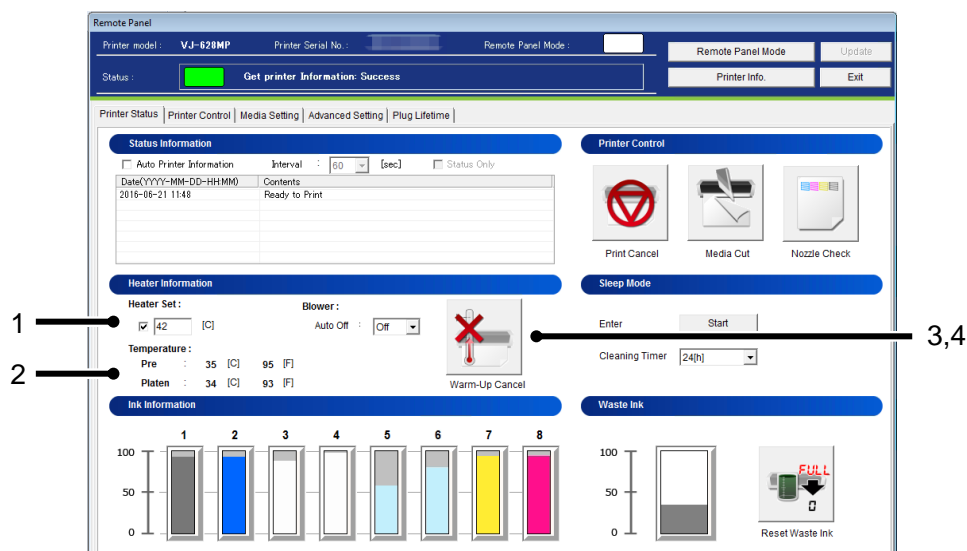 Remote Panel
Printer model : VJ-628MP Printer Serial No. : Remote Panel Mode :
Remote Panel Mode Update
Status : Get printer Information: Success
Printer Info. Exit
Printer Status Printer Control Media Setting Advanced Setting Plug Lifetime
Status Information
Auto Printer Information Interval : 60 [sec] Status Only
Date(YYYY-MM-DD-HH:MM) Contents
2016-06-21 11:48 Ready to Print
Printer Control
Print Cancel Media Cut Nozzle Check
Heater Information
Heater Set :
42 [C]
Blower :
Auto Off : Off
Temperature :
Pre : 35 [C] 95 [F]
Platen : 34 [C] 93 [F]
Warm-Up Cancel
1
2
3,4
Sleep Mode
Enter Start
Cleaning Timer 24[h]
Ink Information
1 2 3 4 5 6 7 8
100
50
0
Waste Ink
100
50
0
FULL
0
Reset Waste Ink